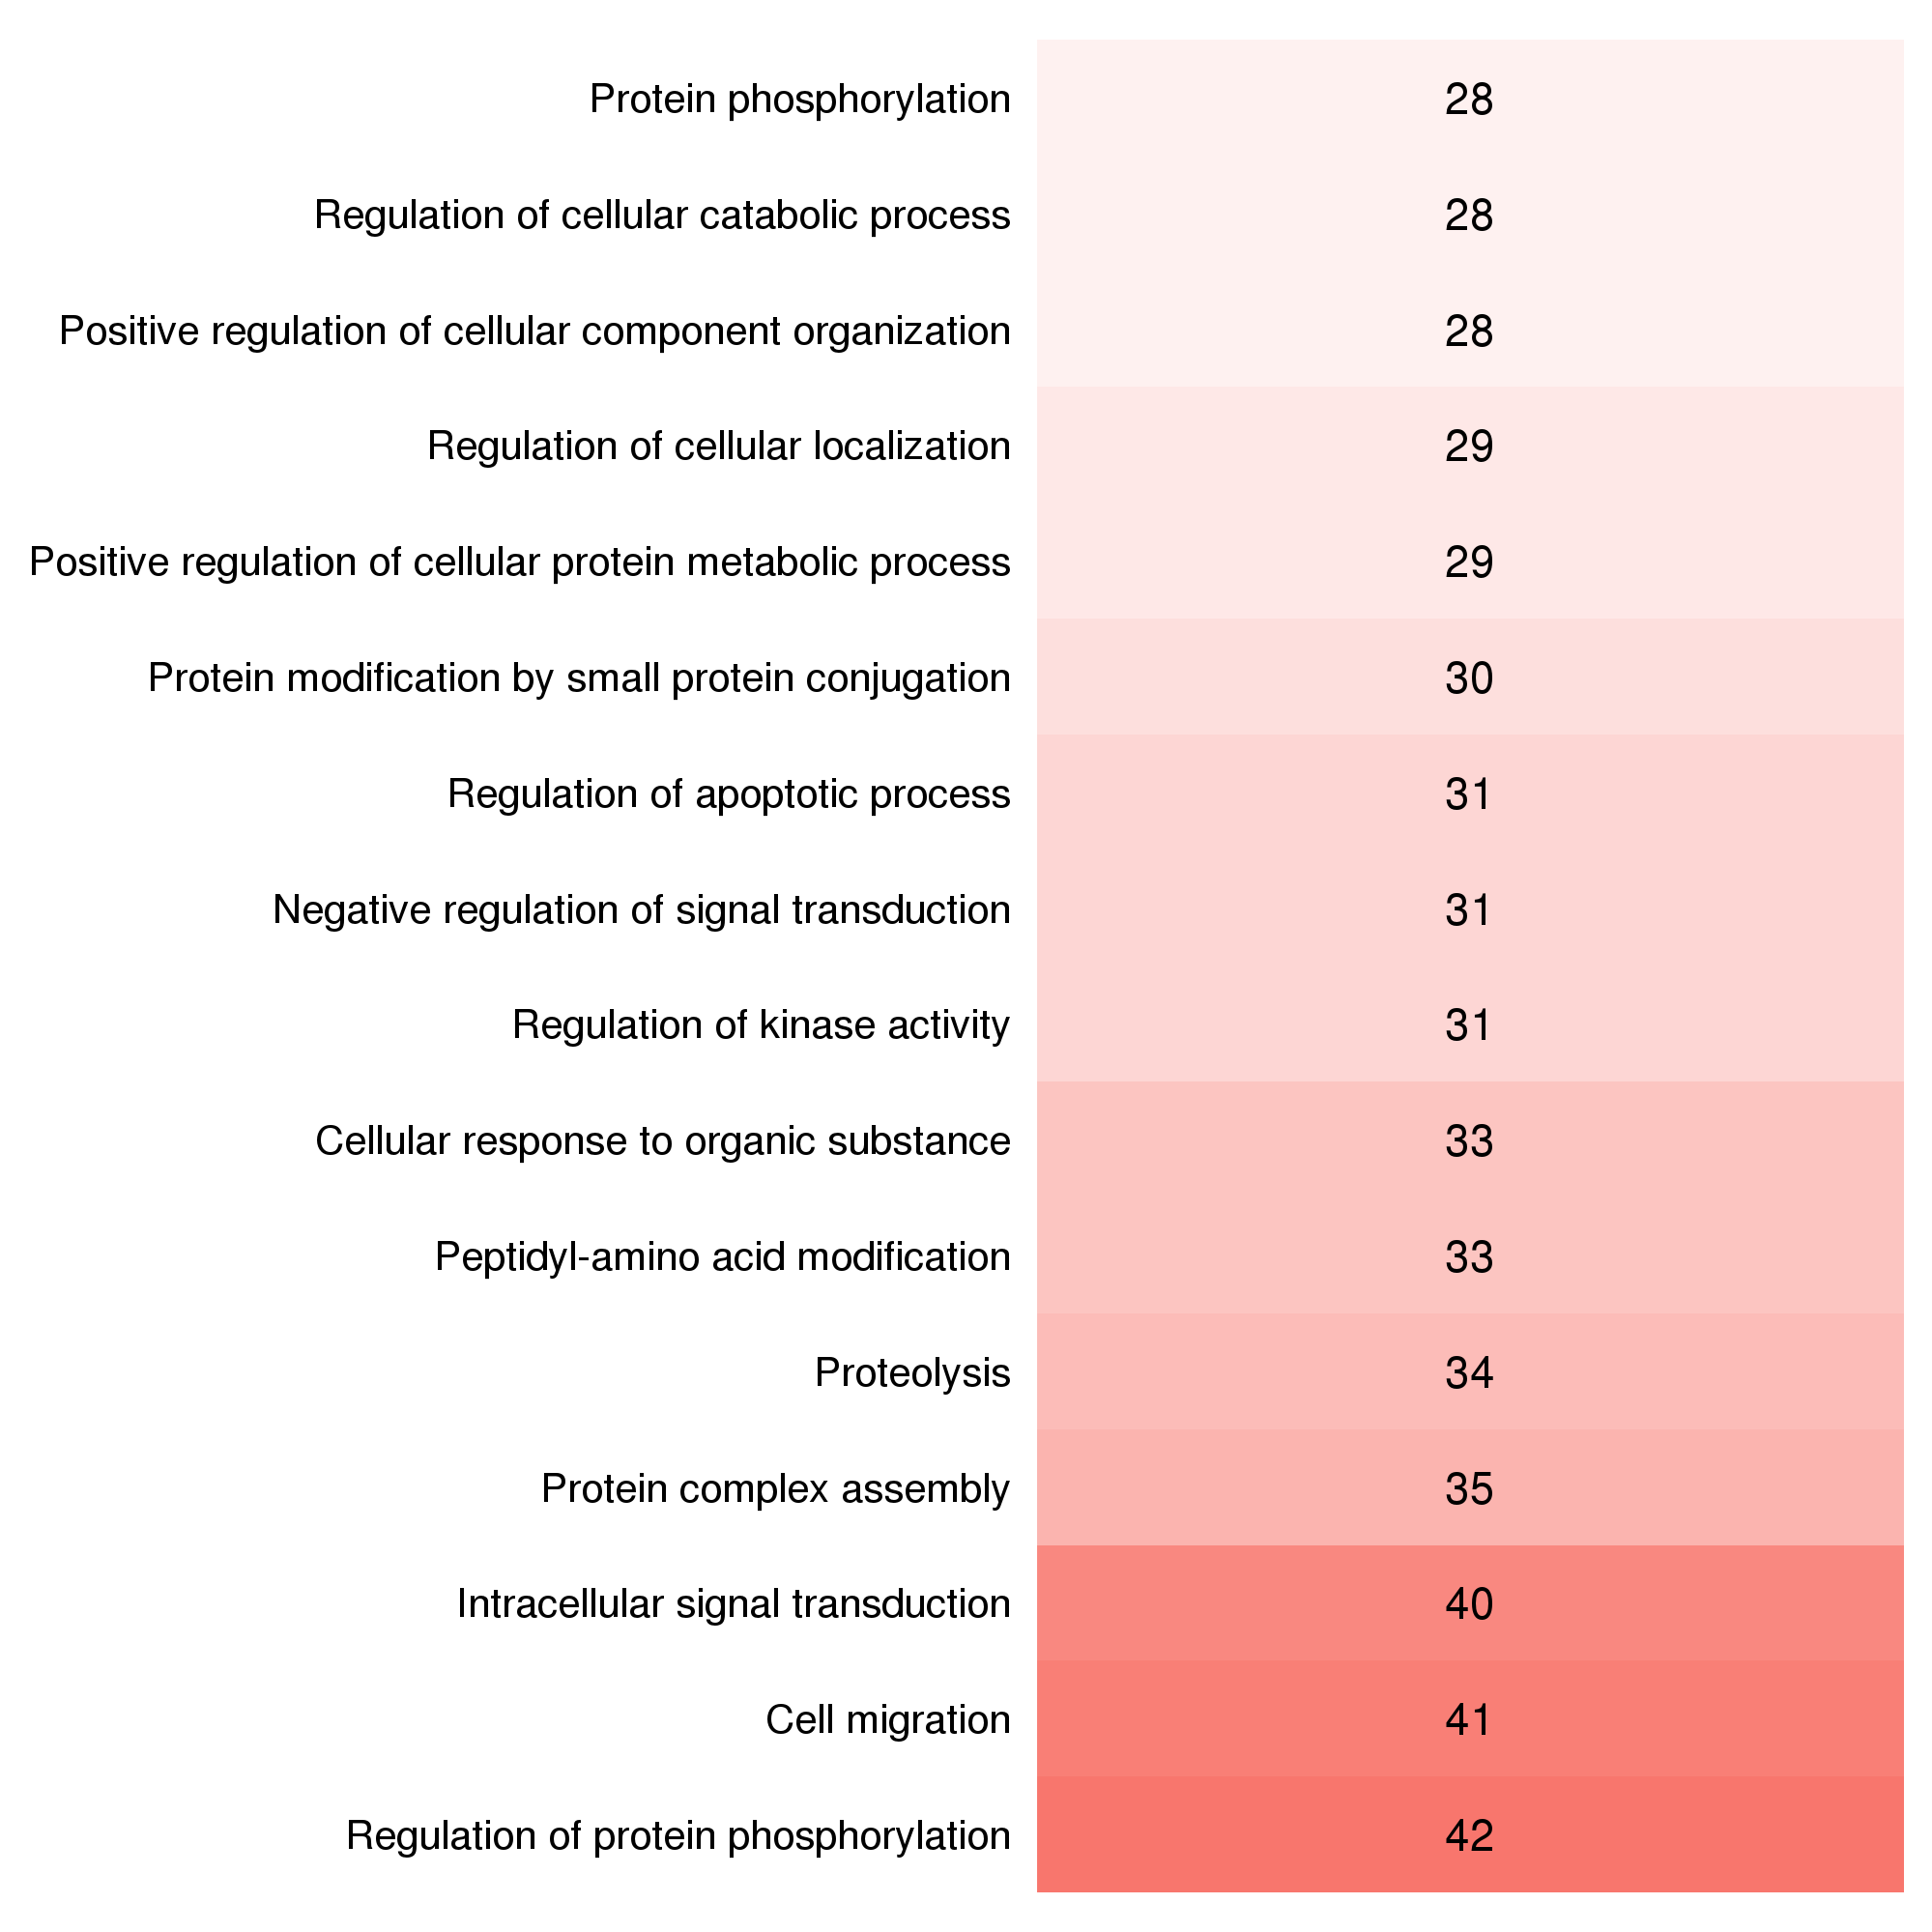 Protein phosphorylation 28
Regulation of cellular catabolic process 28
Positive regulation of cellular component organization 28
Regulation of cellular localization 29
Positive regulation of cellular protein metabolic process 29
Protein modification by small protein conjugation 30
Regulation of apoptotic process 31
Negative regulation of signal transduction 31
Regulation of kinase activity 31
Cellular response to organic substance 33
Peptidyl-amino acid modification 33
Proteolysis 34
Protein complex assembly 35
Intracellular signal transduction 40
Cell migration 41
Regulation of protein phosphorylation 42